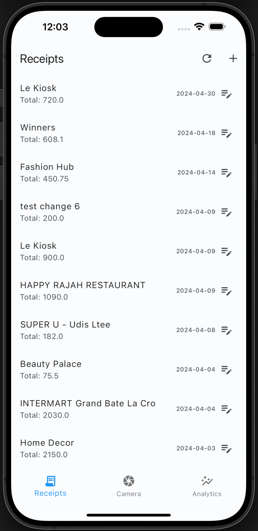 12:03
Receipts
Le Kiosk
Total: 720.0
2024-04-30
Winners
Total: 608.1
2024-04-18
Fashion Hub
Total: 450.75
2024-04-14
test change 6
Total: 200.0
2024-04-09
Le Kiosk
Total: 900.0
2024-04-09
HAPPY RAJAH RESTAURANT
Total: 1090.0
2024-04-09
SUPER U - Udis Ltee
Total: 182.0
2024-04-08
Beauty Palace
Total: 75.5
2024-04-04
INTERMART Grand Bate La Cro
Total: 2030.0
2024-04-04
Home Decor
Total: 2150.0
2024-04-03
Receipts
Camera
Analytics